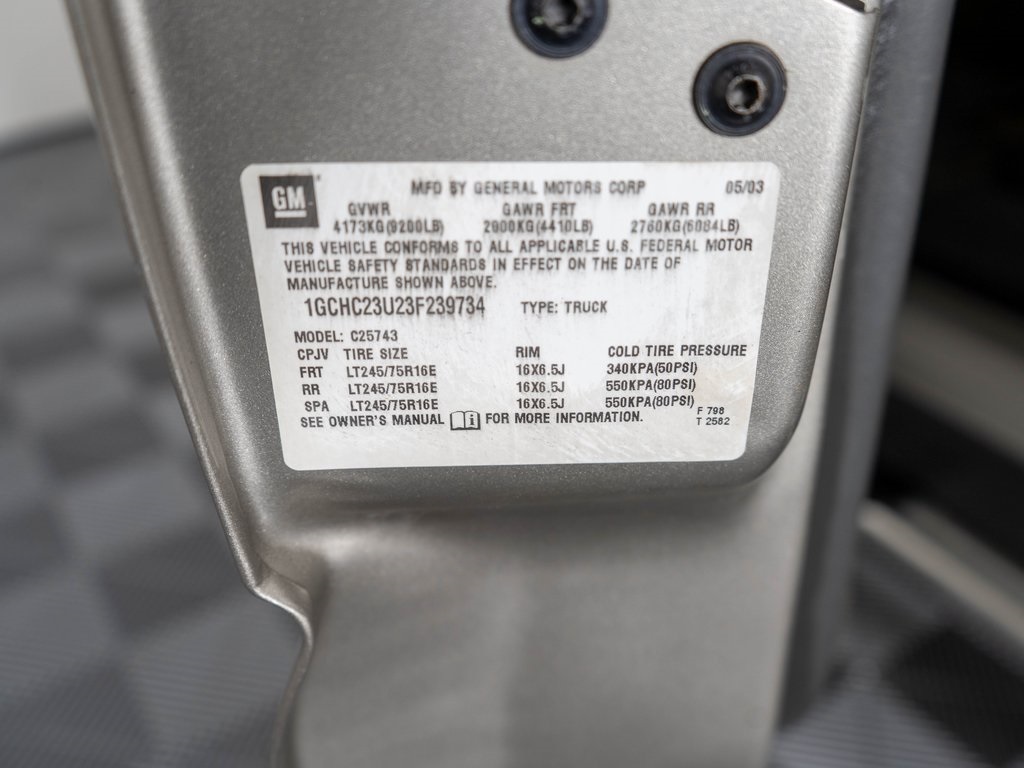 GM MFD BY GENERAL MOTORS CORP 05/03
GVWR GAWR FRT GAWR RR
4173KG(9200LB) 2000KG(4410LB) 2760KG(6084LB)
THIS VEHICLE CONFORMS TO ALL APPLICABLE U.S. FEDERAL MOTOR
VEHICLE SAFETY STANDARDS IN EFFECT ON THE DATE OF
MANUFACTURE SHOWN ABOVE.
1GCHC23U23F239734 TYPE: TRUCK
MODEL: C25743
CPJV TIRE SIZE RIM COLD TIRE PRESSURE
FRT LT245/75R16E 16X6.5J 340KPA(50PSI)
RR LT245/75R16E 16X6.5J 550KPA(80PSI)
SPA LT245/75R16E 16X6.5J 550KPA(80PSI)
SEE OWNER'S MANUAL i FOR MORE INFORMATION. F 798
T 2582